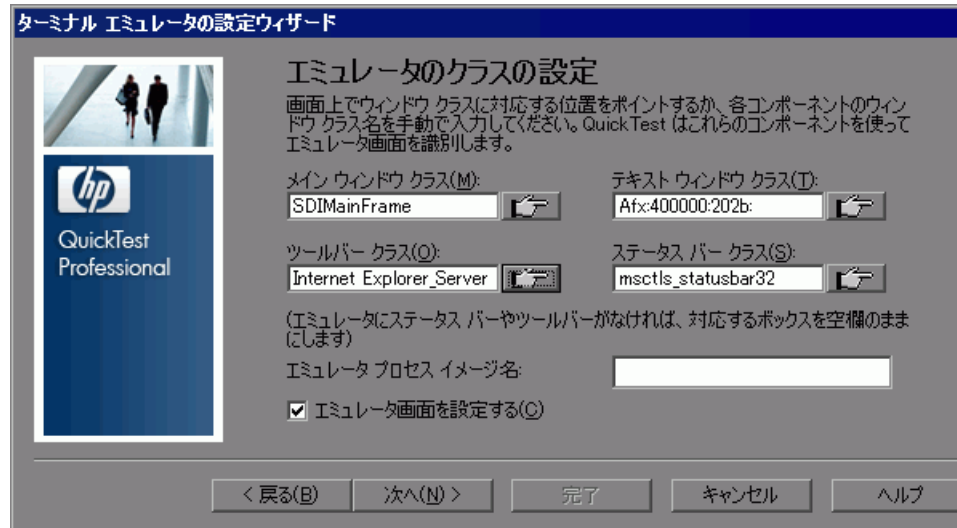 ターミナル エミュレータの設定ウィザード
エミュレータのクラスの設定
画面上でウィンドウ クラスに対応する位置をポイントするか、各コンポーネントのウィン
ドウ クラス名を手動で入力してください。QuickTest はこれらのコンポーネントを使って
エミュレータ画面を識別します。
hp
QuickTest
Professional
メイン ウィンドウ クラス(M):
テキスト ウィンドウ クラス(T):
SDIMainFrame
Afx:400000:202b:
ツールバー クラス(O):
ステータス バー クラス(S):
Internet Explorer_Server
msctls_statusbar32
(エミュレータにステータス バーやツールバーがなければ、対応するボックスを空欄のまま
にします)
エミュレータ プロセス イメージ名:
エミュレータ画面を設定する(C)
< 戻る(B)
次へ(N) >
完了
キャンセル
ヘルプ